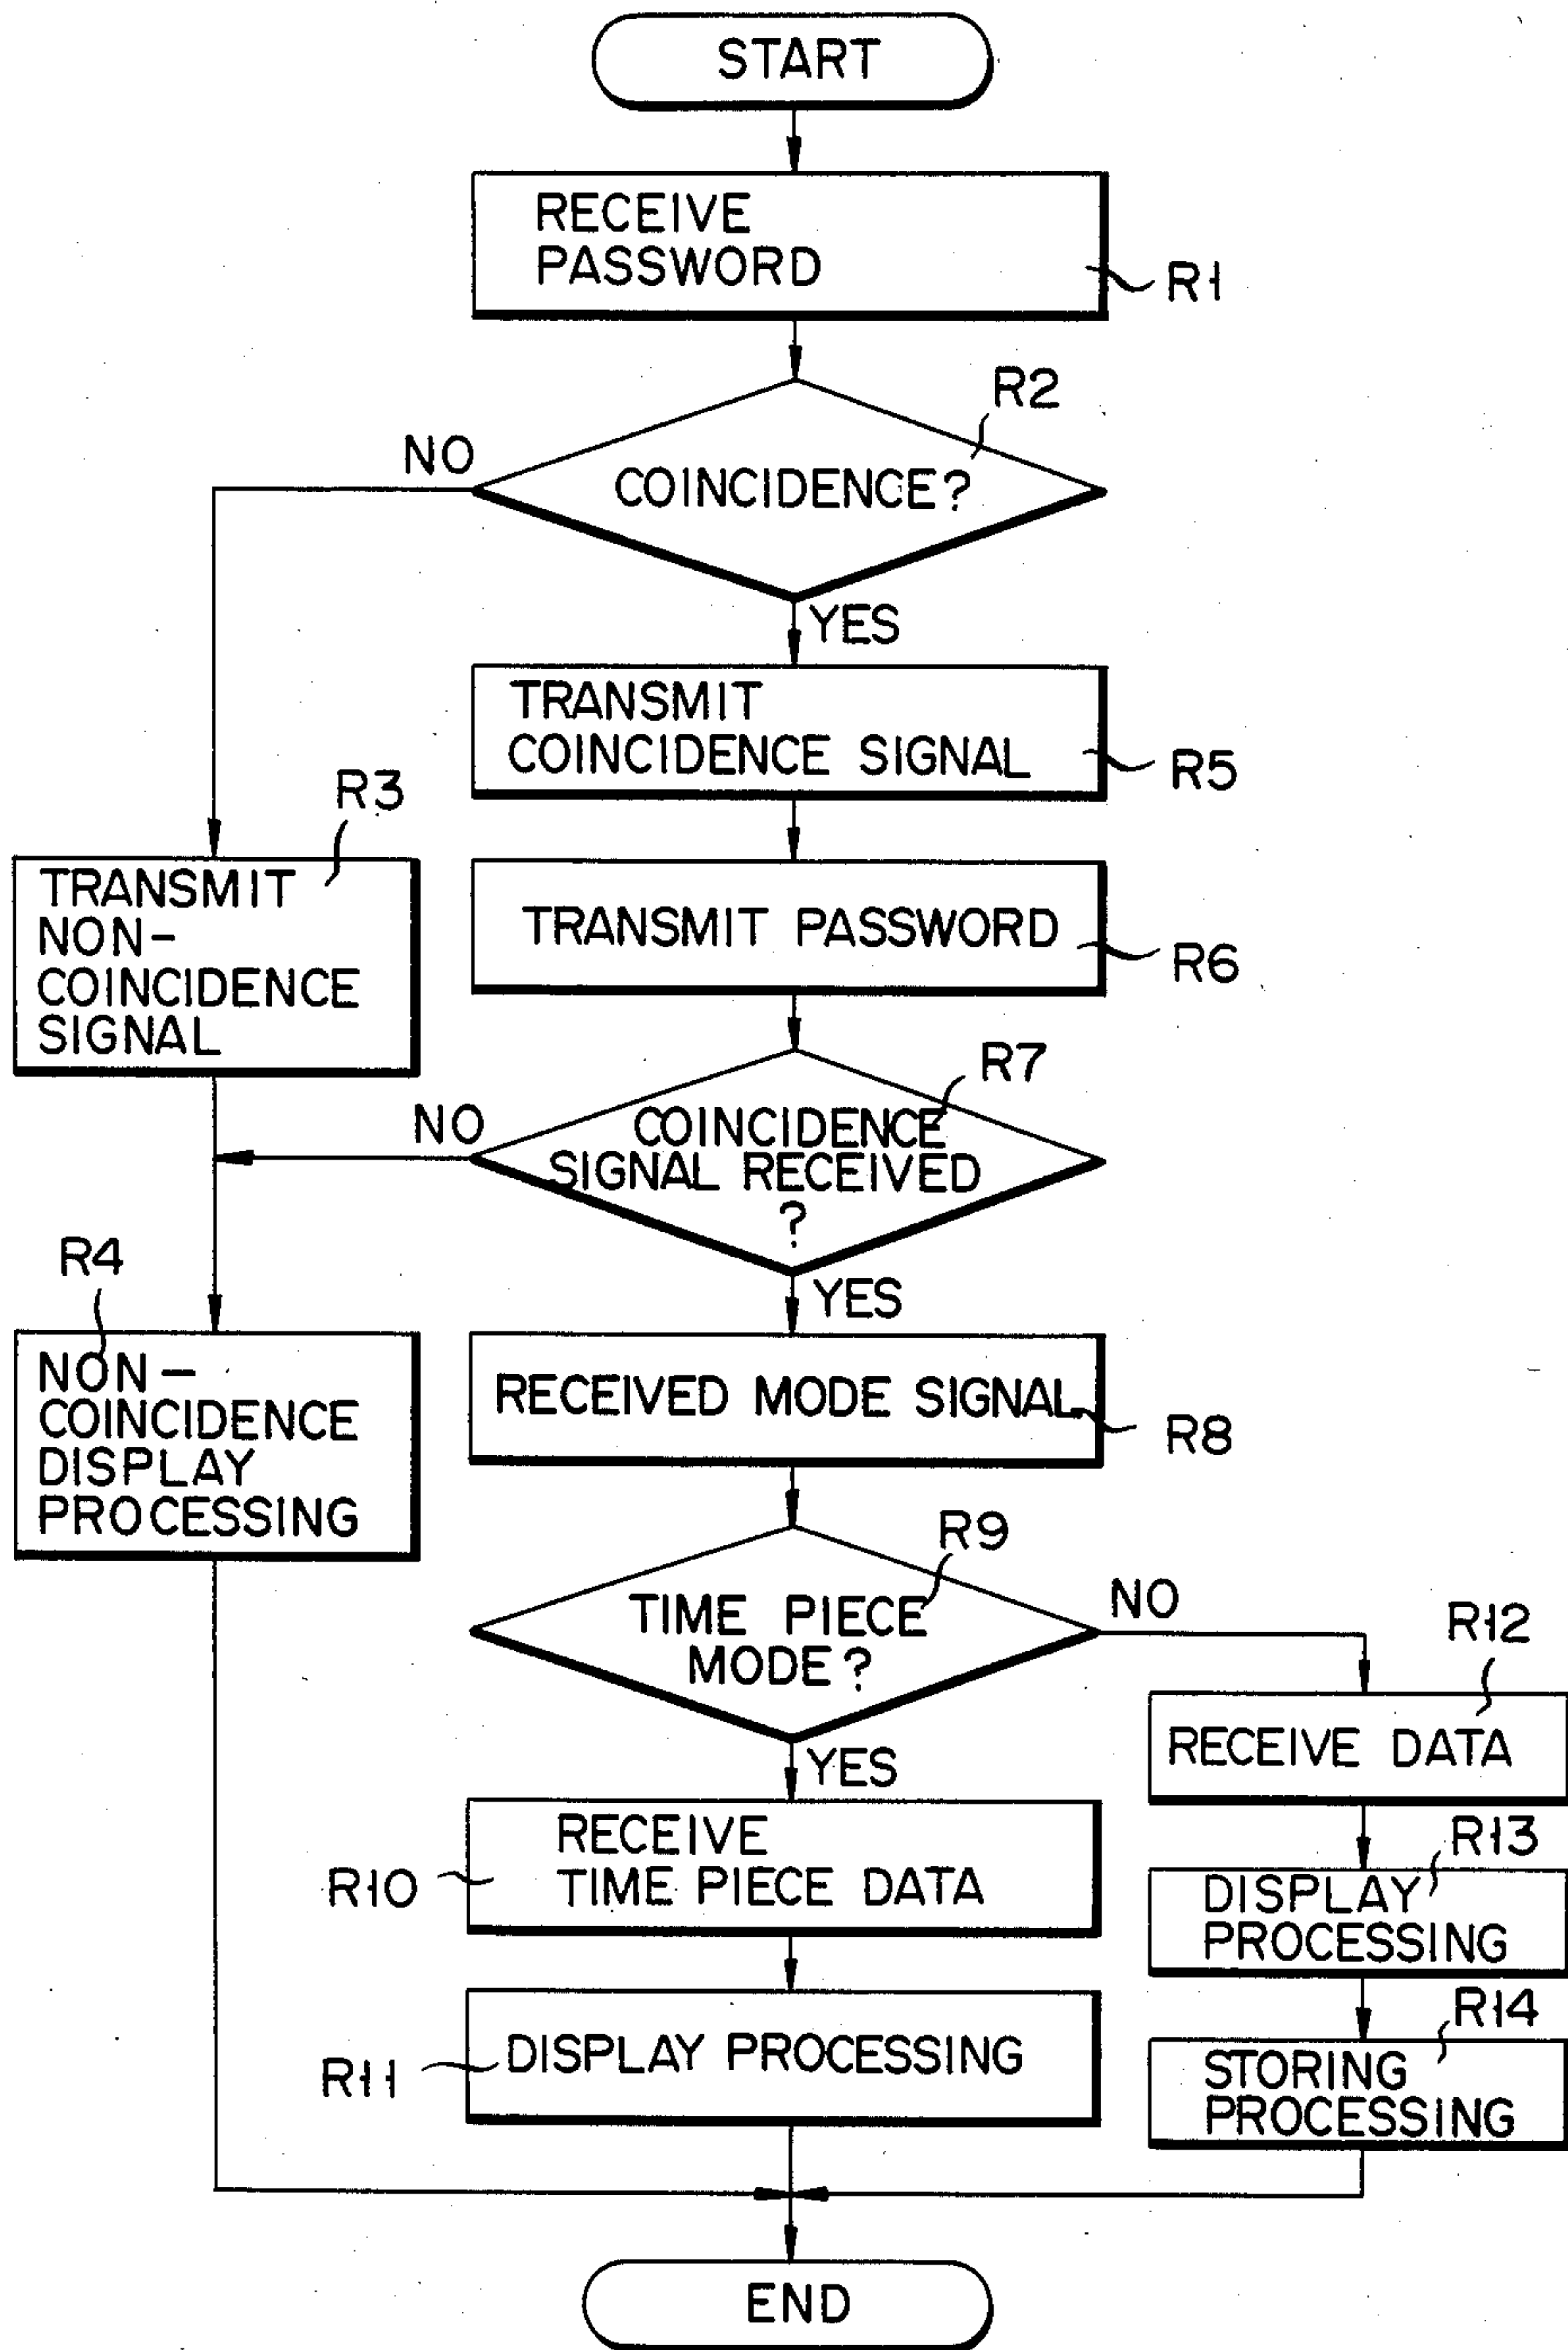 START
RECEIVE
PASSWORD
R1
R2
NO
COINCIDENCE?
YES
TRANSMIT
COINCIDENCE SIGNAL
R5
R3
TRANSMIT
NON-
COINCIDENCE
SIGNAL
TRANSMIT PASSWORD
R6
R7
NO
COINCIDENCE
SIGNAL RECEIVED
?
YES
R4
NON-
COINCIDENCE
DISPLAY
PROCESSING
RECEIVED MODE SIGNAL
R8
R9
TIME PIECE
MODE?
NO
R12
YES
RECEIVE DATA
RECEIVE
TIME PIECE DATA
R10
R13
DISPLAY
PROCESSING
R11
DISPLAY PROCESSING
R14
STORING
PROCESSING
END